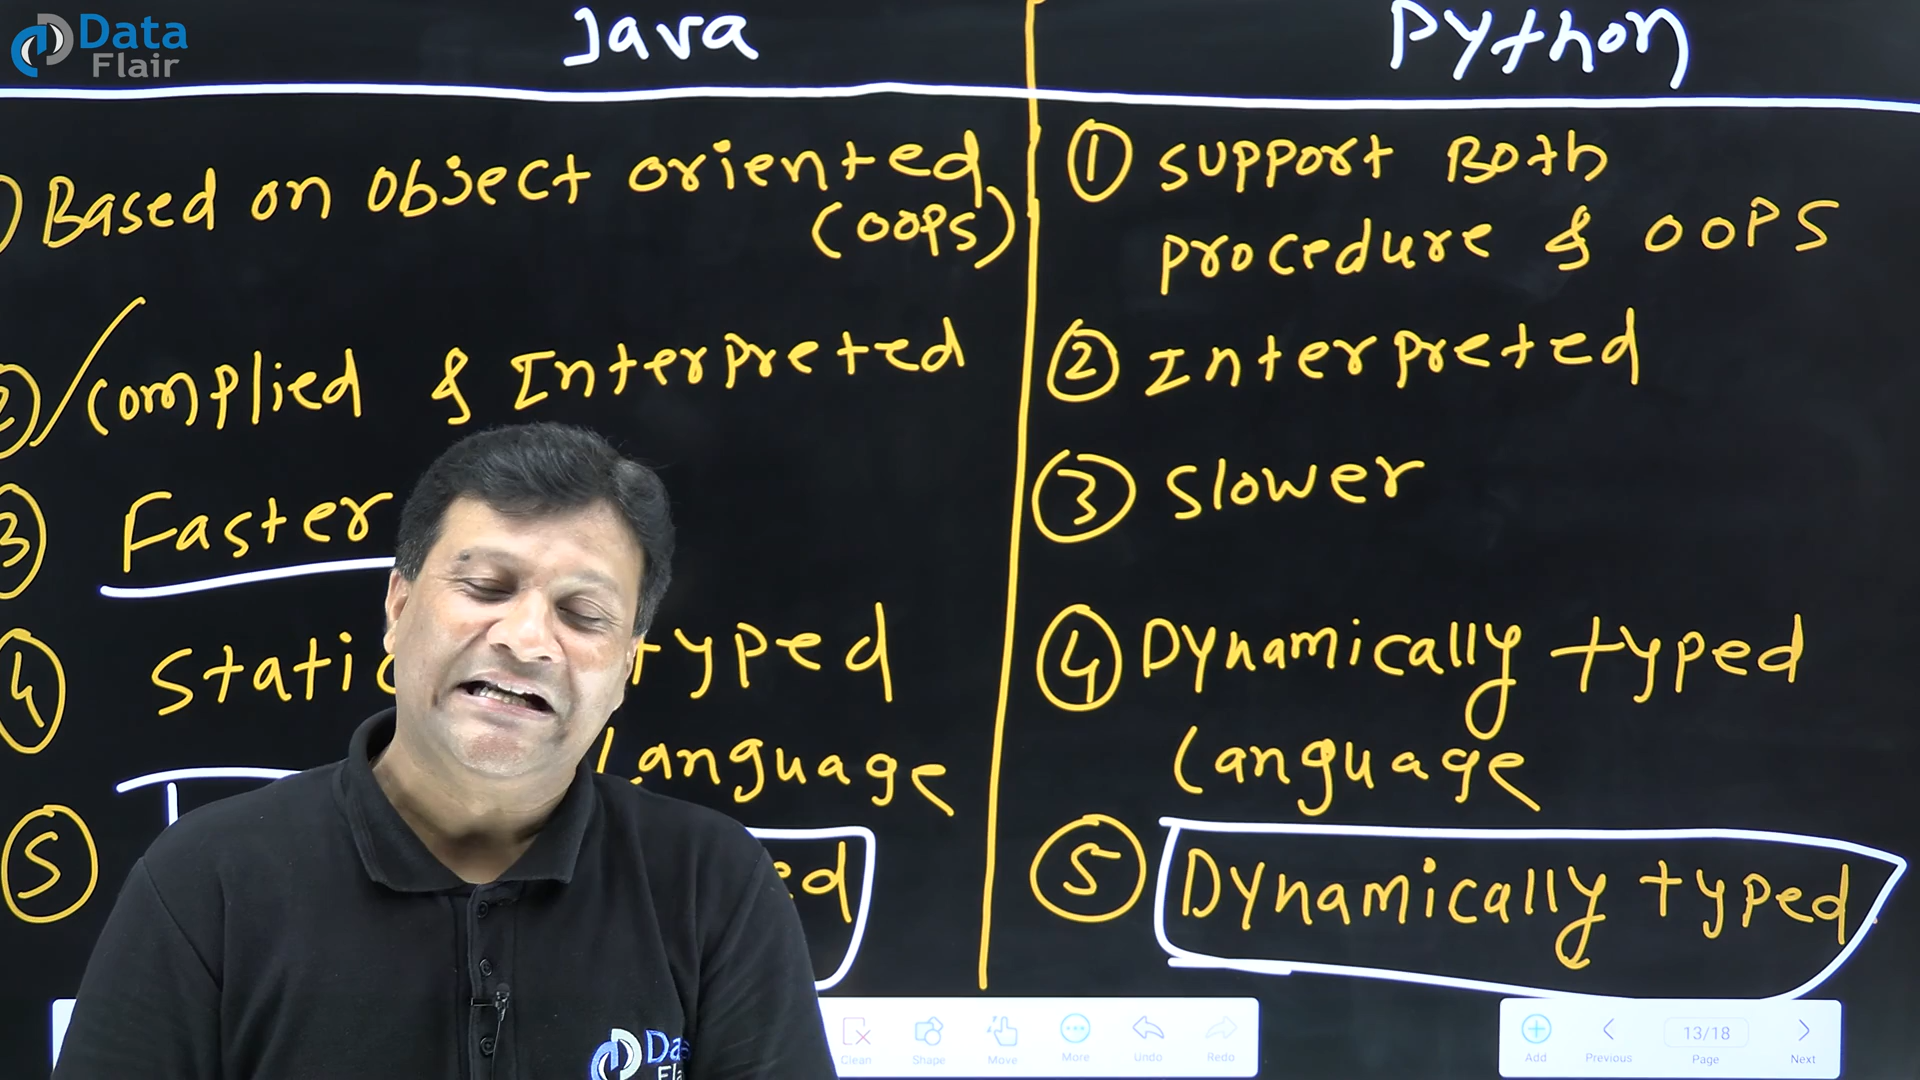 Data
Flair
Java
Python
Based on object oriented
(OOPS)
① Support Both
procedure & OOPS
② Complied & Interpreted
② Interpreted
③ Faster
③ Slower
④ typed
Language
④ Dynamically typed
Language
⑤
⑤ Dynamically typed
Clean Shape Move More Undo Redo
Add Previous 13/18 Page Next